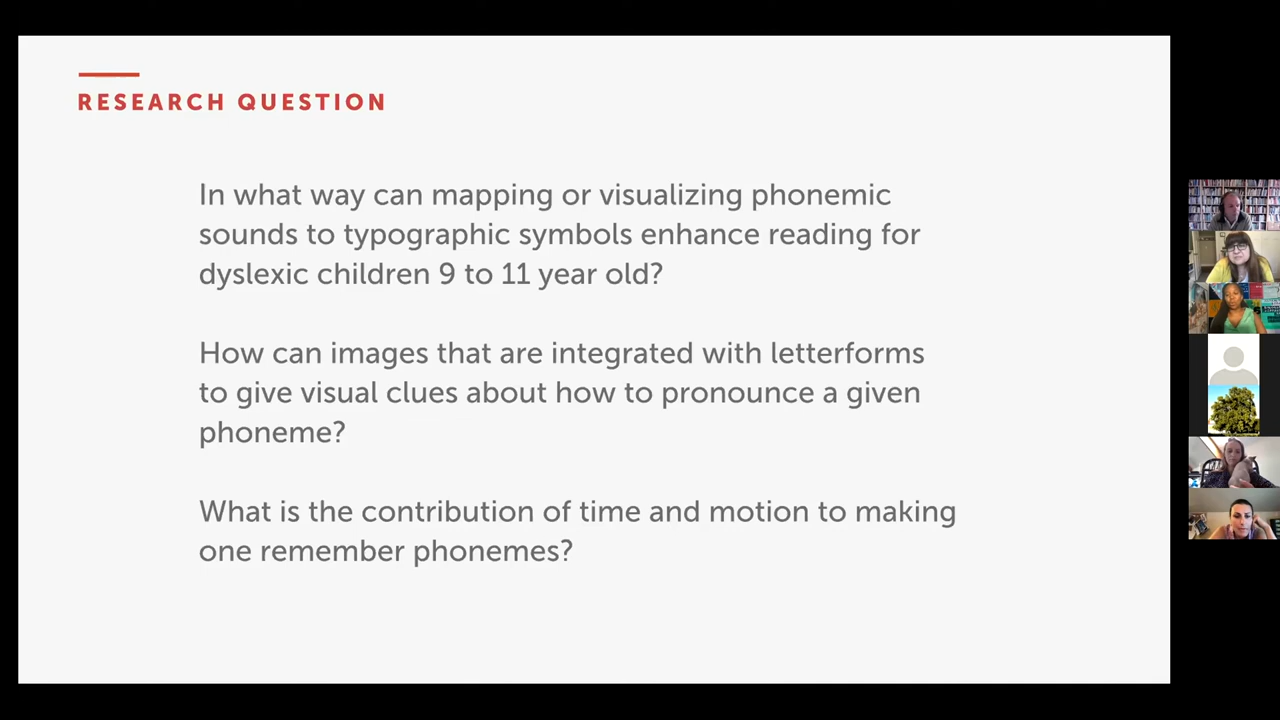 RESEARCH QUESTION
In what way can mapping or visualizing phonemic
sounds to typographic symbols enhance reading for
dyslexic children 9 to 11 year old?
How can images that are integrated with letterforms
to give visual clues about how to pronounce a given
phoneme?
What is the contribution of time and motion to making
one remember phonemes?